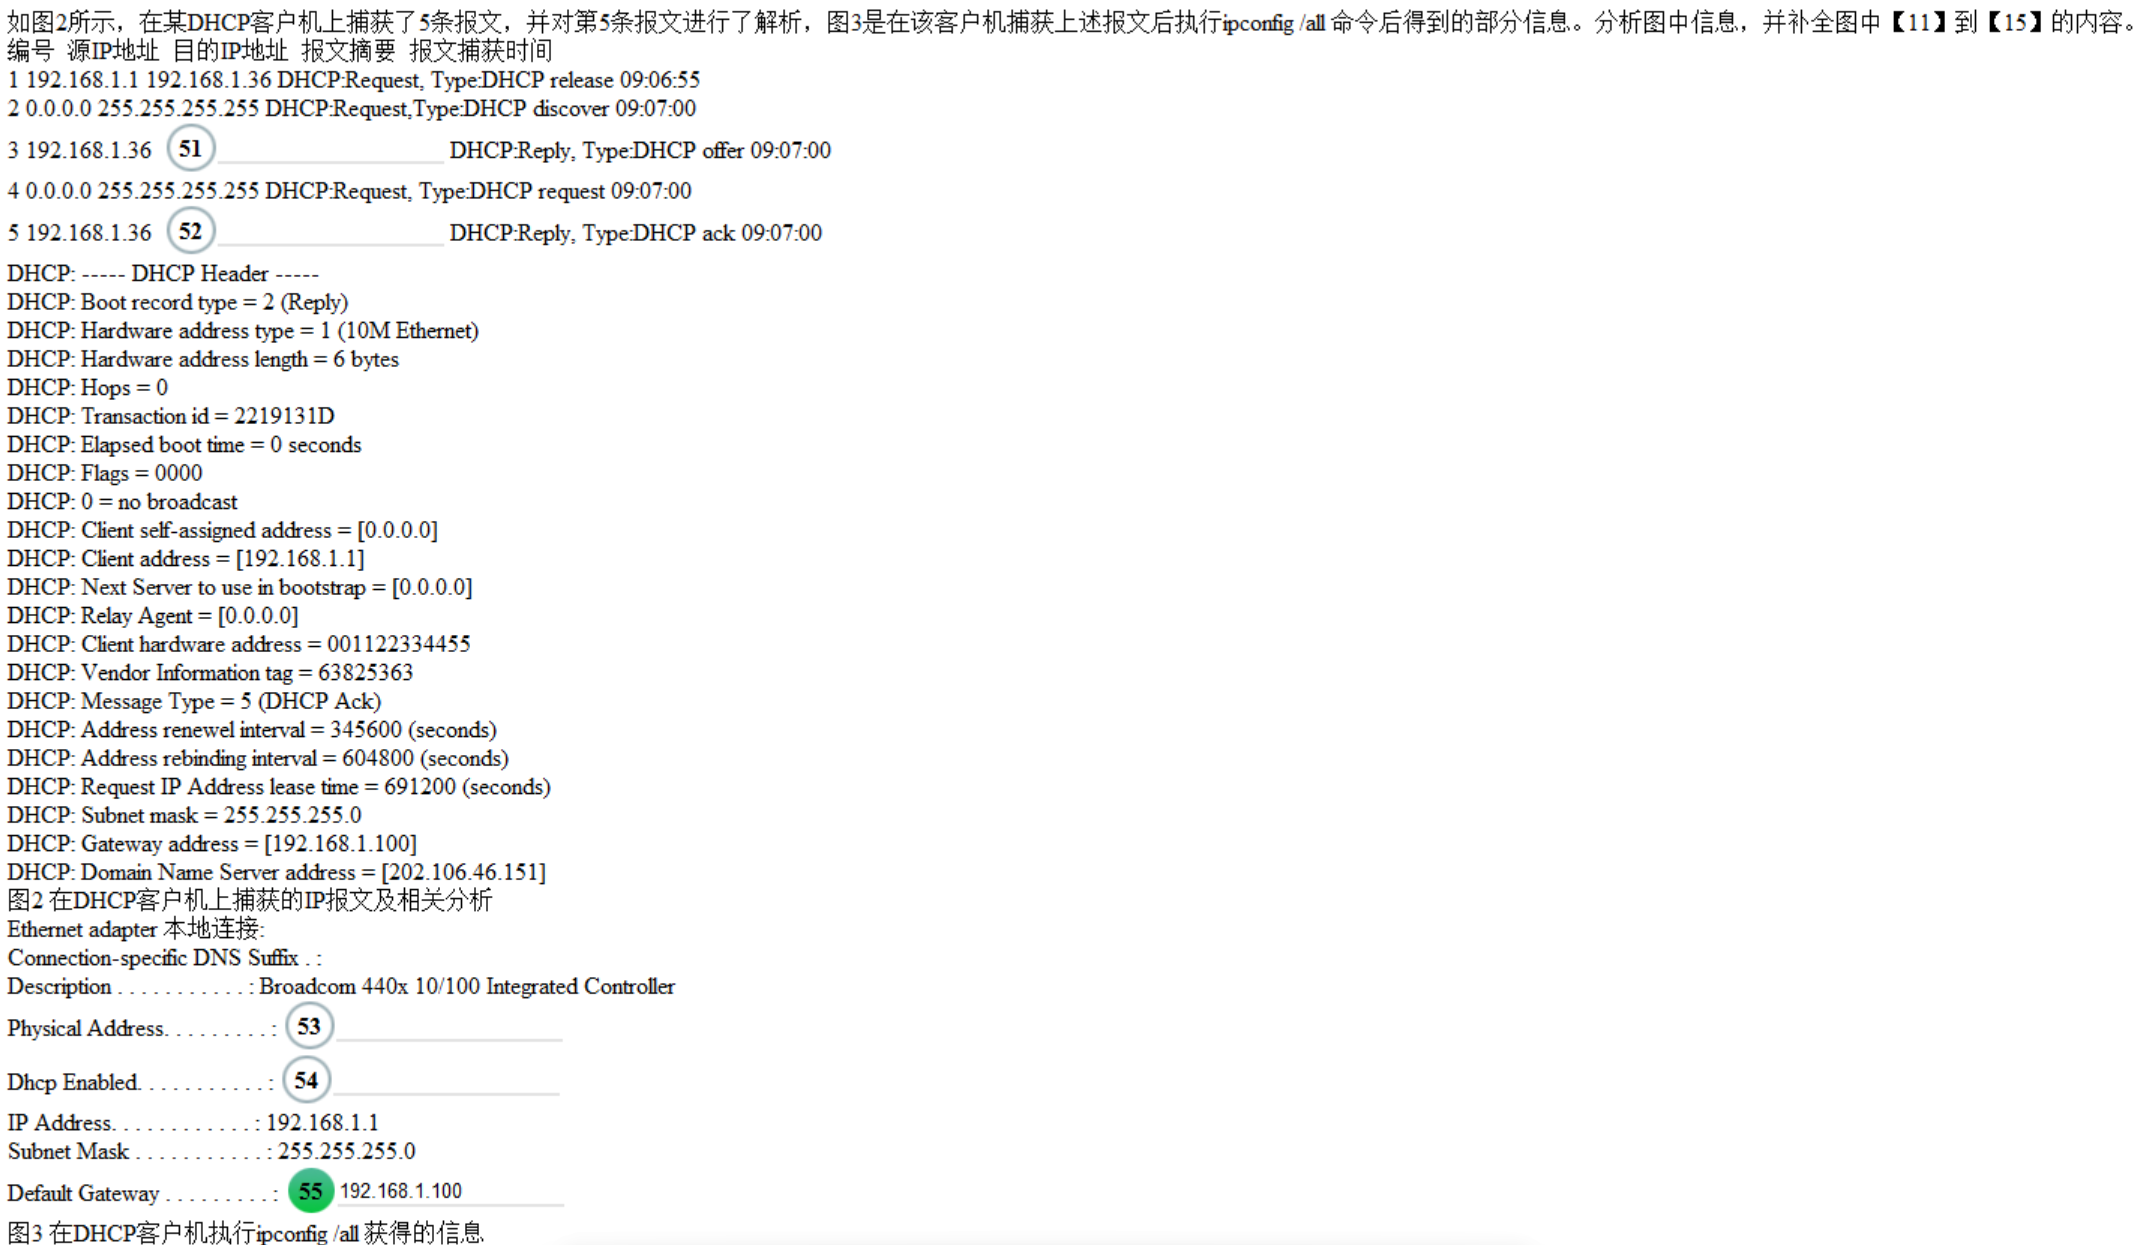 如图2所示，在某DHCP客户机上捕获了5条报文，并对第5条报文进行了解析，图3是在该客户机捕获上述报文后执行ipconfig /all 命令后得到的部分信息。分析图中信息，并补全图中【11】到【15】的内容。
编号 源IP地址 目的IP地址 报文摘要 报文捕获时间
1 192.168.1.1 192.168.1.36 DHCP:Request, Type:DHCP release 09:06:55
2 0.0.0.0 255.255.255.255 DHCP:Request,Type:DHCP discover 09:07:00
3 192.168.1.36 51 DHCP:Reply, Type:DHCP offer 09:07:00
4 0.0.0.0 255.255.255.255 DHCP:Request, Type:DHCP request 09:07:00
5 192.168.1.36 52 DHCP:Reply, Type:DHCP ack 09:07:00
DHCP: ----- DHCP Header -----
DHCP: Boot record type = 2 (Reply)
DHCP: Hardware address type = 1 (10M Ethernet)
DHCP: Hardware address length = 6 bytes
DHCP: Hops = 0
DHCP: Transaction id = 2219131D
DHCP: Elapsed boot time = 0 seconds
DHCP: Flags = 0000
DHCP: 0 = no broadcast
DHCP: Client self-assigned address = [0.0.0.0]
DHCP: Client address = [192.168.1.1]
DHCP: Next Server to use in bootstrap = [0.0.0.0]
DHCP: Relay Agent = [0.0.0.0]
DHCP: Client hardware address = 001122334455
DHCP: Vendor Information tag = 63825363
DHCP: Message Type = 5 (DHCP Ack)
DHCP: Address renewel interval = 345600 (seconds)
DHCP: Address rebinding interval = 604800 (seconds)
DHCP: Request IP Address lease time = 691200 (seconds)
DHCP: Subnet mask = 255.255.255.0
DHCP: Gateway address = [192.168.1.100]
DHCP: Domain Name Server address = [202.106.46.151]
图2 在DHCP客户机上捕获的IP报文及相关分析
Ethernet adapter 本地连接:
Connection-specific DNS Suffix . :
Description . . . . . . . . . . . : Broadcom 440x 10/100 Integrated Controller
Physical Address. . . . . . . . . : 53
Dhcp Enabled. . . . . . . . . . . : 54
IP Address. . . . . . . . . . . . : 192.168.1.1
Subnet Mask . . . . . . . . . . . : 255.255.255.0
Default Gateway . . . . . . . . . : 55 192.168.1.100
图3 在DHCP客户机执行ipconfig /all 获得的信息